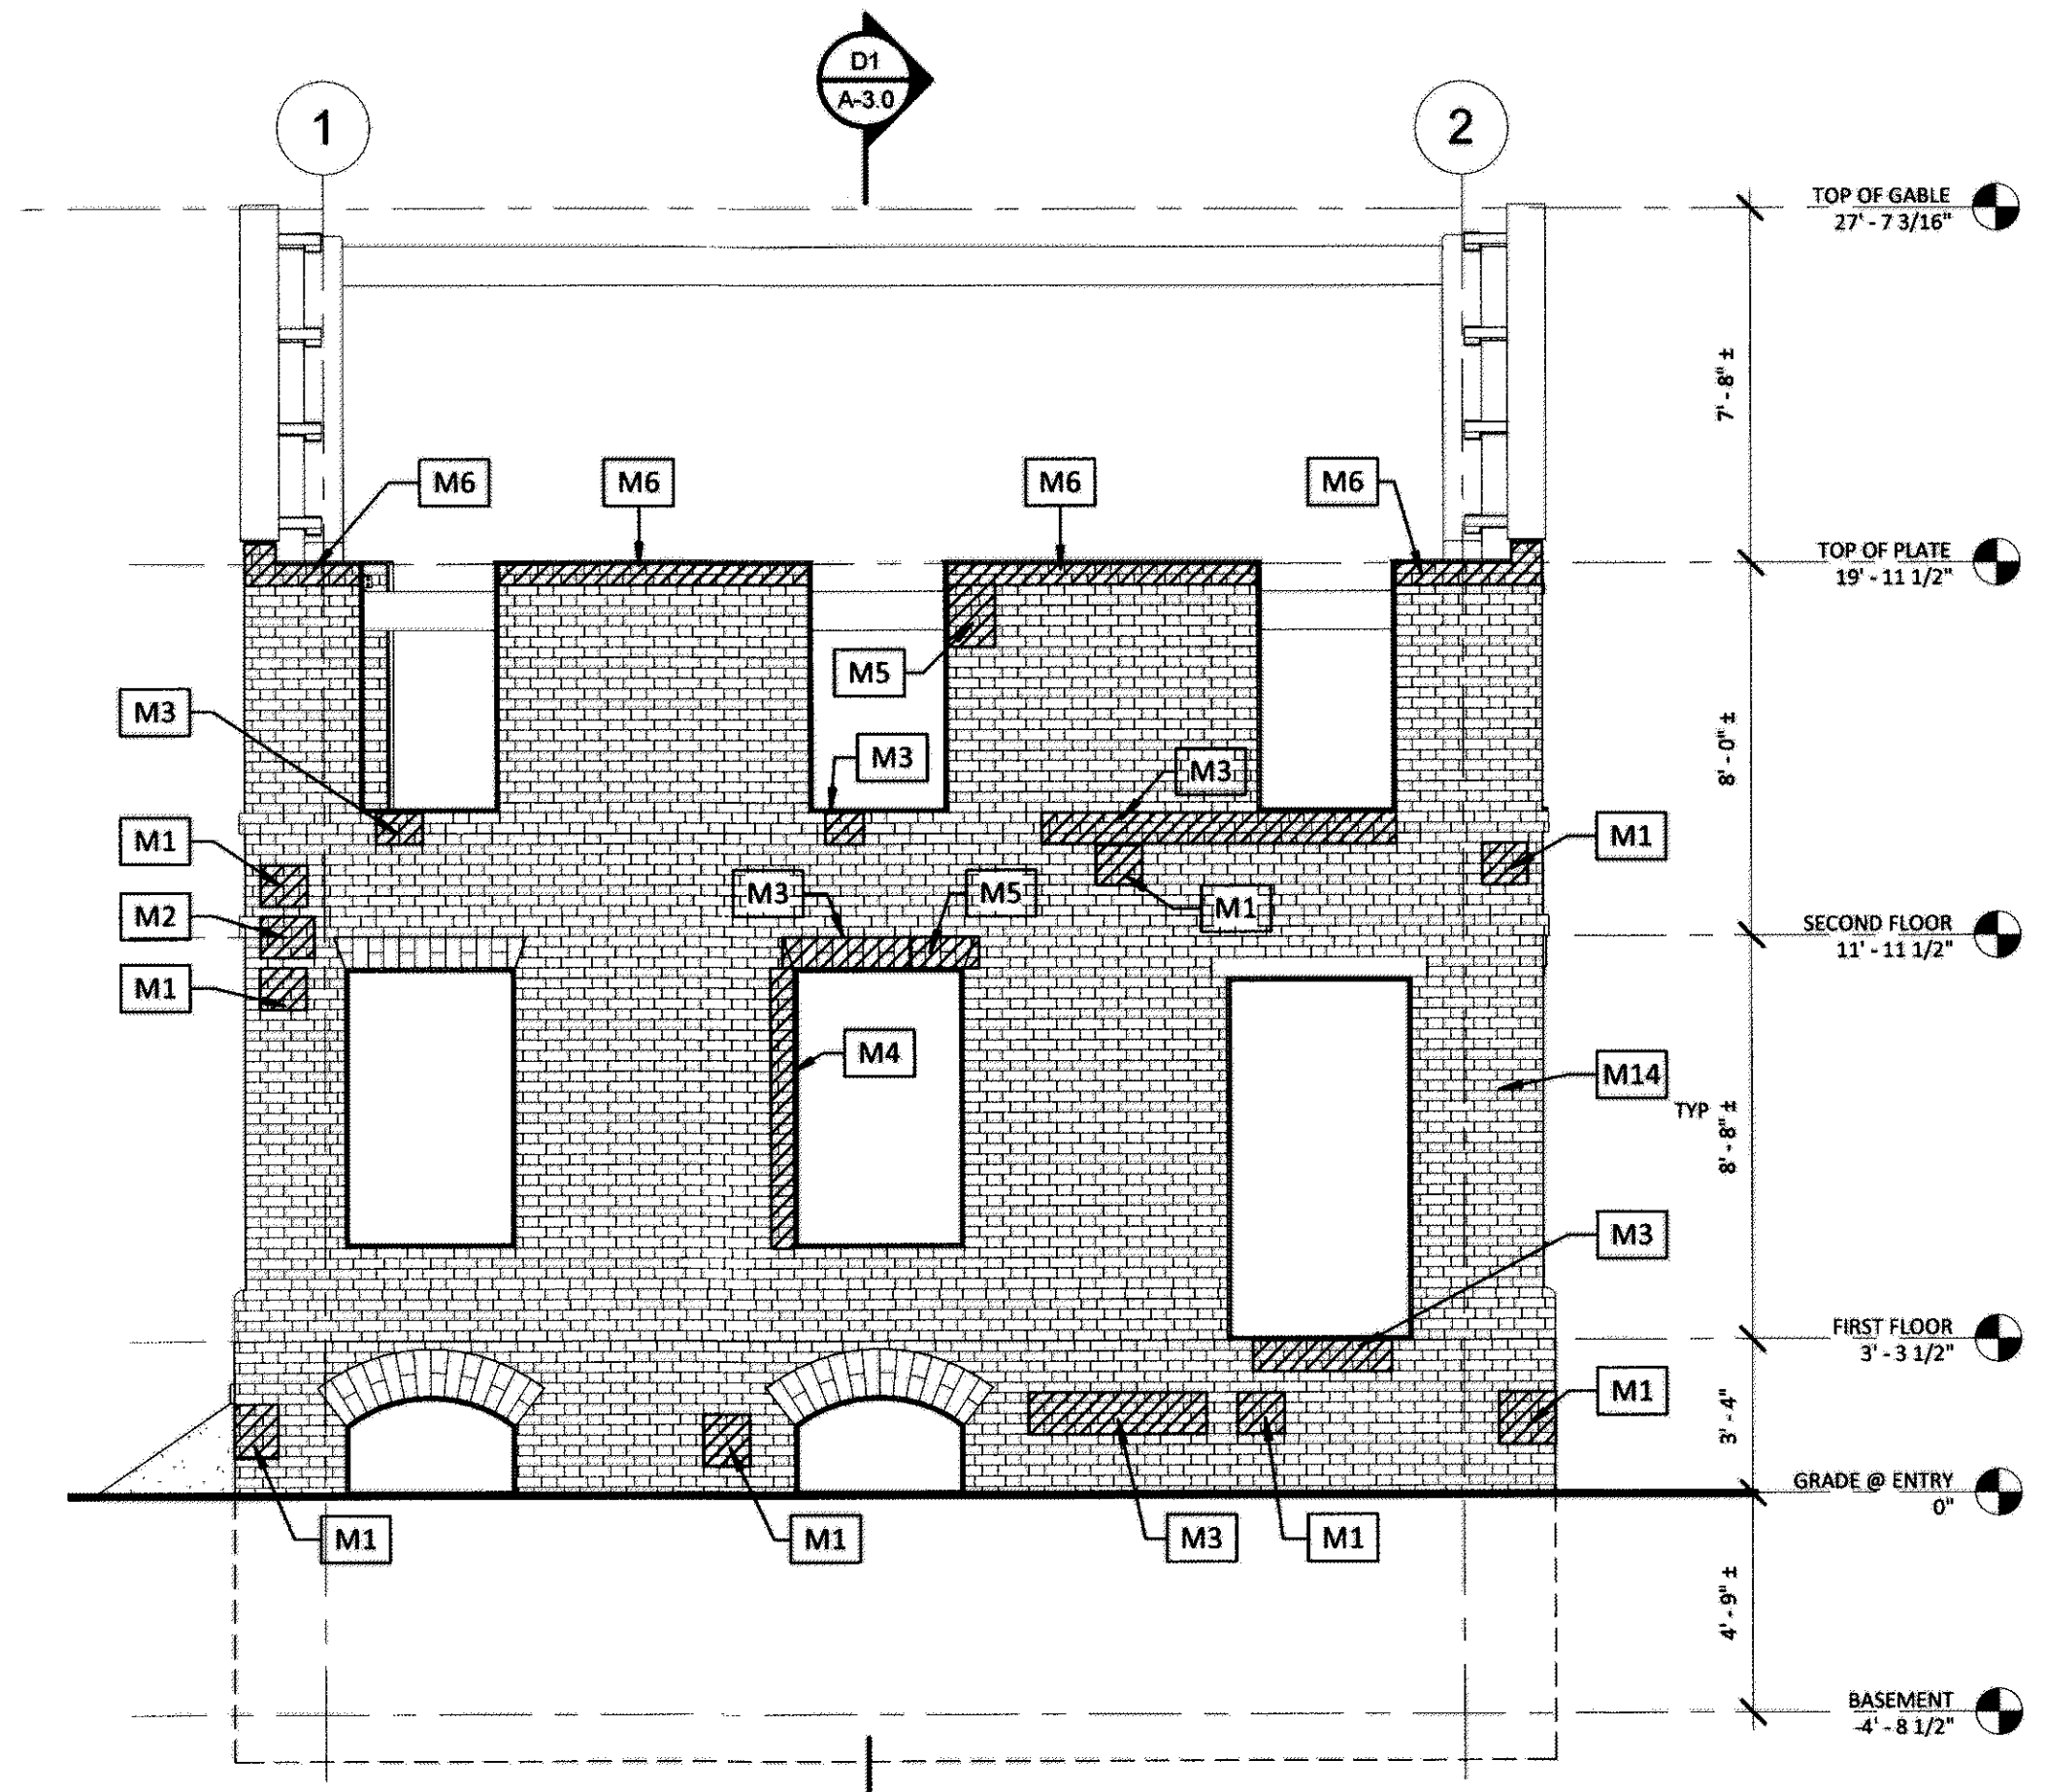 D1
A-3.0
1
2
TOP OF GABLE
27' - 7 3/16"
7' - 8" ±
M6
M6
M6
M6
TOP OF PLATE
19' - 11 1/2"
M5
M3
M3
M3
8' - 0" ±
M1
M1
M3
M5
M1
M2
SECOND FLOOR
11' - 11 1/2"
M1
M4
M14
TYP
8' - 8" ±
M3
FIRST FLOOR
3' - 3 1/2"
M1
3' - 4"
GRADE @ ENTRY
0"
M1
M1
M3
M1
4' - 9" ±
BASEMENT
-4' - 8 1/2"